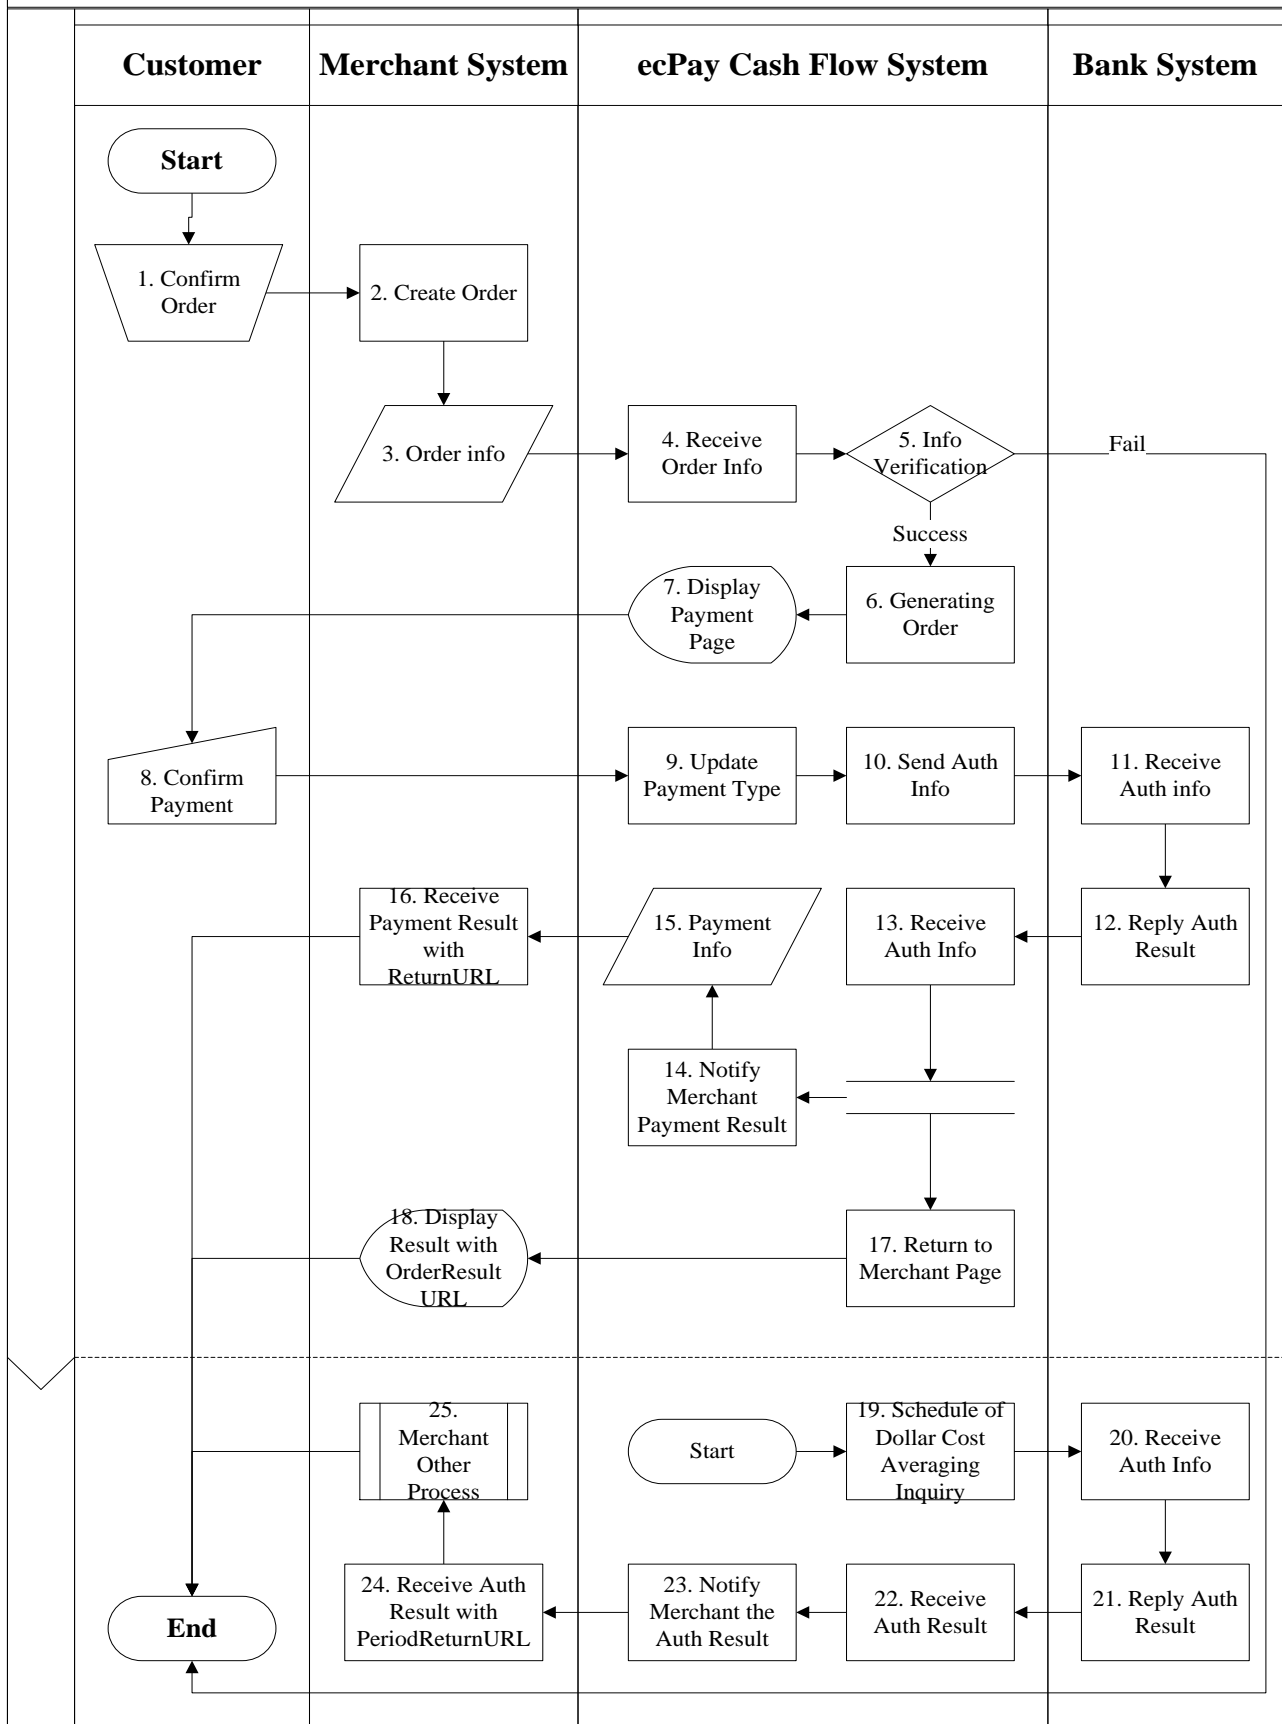 Customer
Merchant System
ecPay Cash Flow System
Bank System
Start
1. Confirm
Order
2. Create Order
3. Order info
4. Receive
Order Info
5. Info
Verification
Fail
Success
7. Display
Payment
Page
6. Generating
Order
8. Confirm
Payment
9. Update
Payment Type
10. Send Auth
Info
11. Receive
Auth info
16. Receive
Payment Result
with
ReturnURL
15. Payment
Info
13. Receive
Auth Info
12. Reply Auth
Result
14. Notify
Merchant
Payment Result
18. Display
Result with
OrderResult
URL
17. Return to
Merchant Page
25.
Merchant
Other
Process
Start
19. Schedule of
Dollar Cost
Averaging
Inquiry
20. Receive
Auth Info
End
24. Receive Auth
Result with
PeriodReturnURL
23. Notify
Merchant the
Auth Result
22. Receive
Auth Result
21. Reply Auth
Result